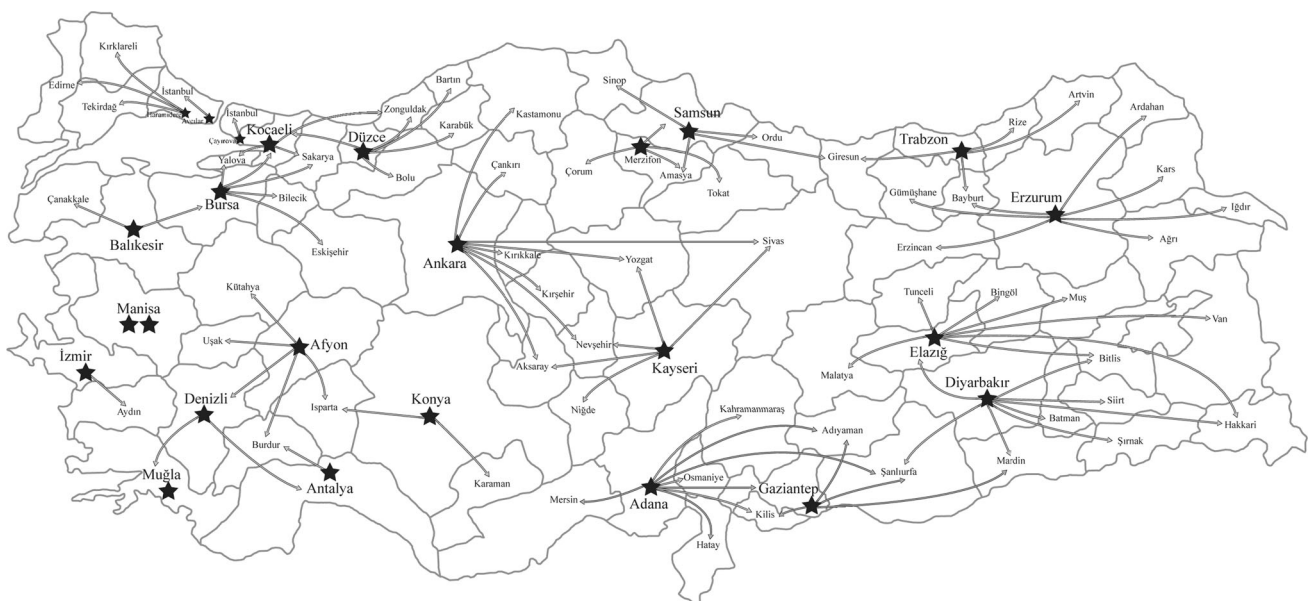 Kırklareli
Edirne
Tekirdağ
İstanbul
Haramidere
Avcılar
İstanbul
Çayırova
Kocaeli
Yalova
Sakarya
Bursa
Bilecik
Eskişehir
Çanakkale
Balıkesir
Zonguldak
Bartın
Düzce
Karabük
Bolu
Kastamonu
Çankırı
Ankara
Kırıkkale
Kırşehir
Yozgat
Sivas
Nevşehir
Aksaray
Kayseri
Niğde
Sinop
Samsun
Merzifon
Çorum
Amasya
Tokat
Ordu
Giresun
Trabzon
Rize
Artvin
Ardahan
Gümüşhane
Bayburt
Erzurum
Kars
Iğdır
Ağrı
Erzincan
Tunceli
Bingöl
Muş
Van
Elazığ
Bitlis
Malatya
Diyarbakır
Siirt
Batman
Şırnak
Hakkari
Mardin
Şanlıurfa
Kütahya
Manisa
Uşak
Afyon
İzmir
Aydın
Denizli
Isparta
Konya
Burdur
Muğla
Antalya
Karaman
Kahramanmaraş
Adıyaman
Osmaniye
Gaziantep
Mersin
Adana
Kilis
Hatay